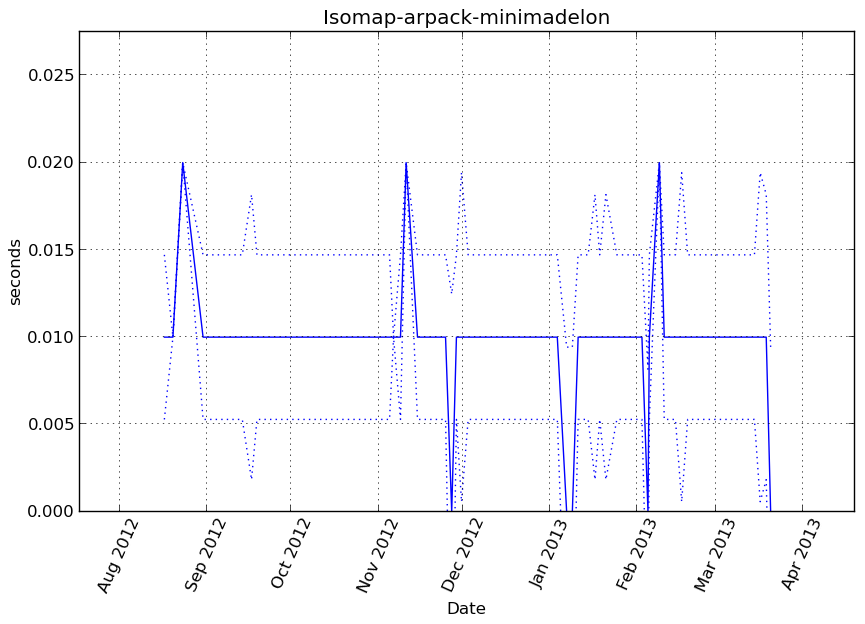 Isomap-arpack-minimadelon
0.025
0.020
0.015
0.010
0.005
0.000
seconds
Aug 2012
Sep 2012
Oct 2012
Nov 2012
Dec 2012
Jan 2013
Feb 2013
Mar 2013
Apr 2013
Date